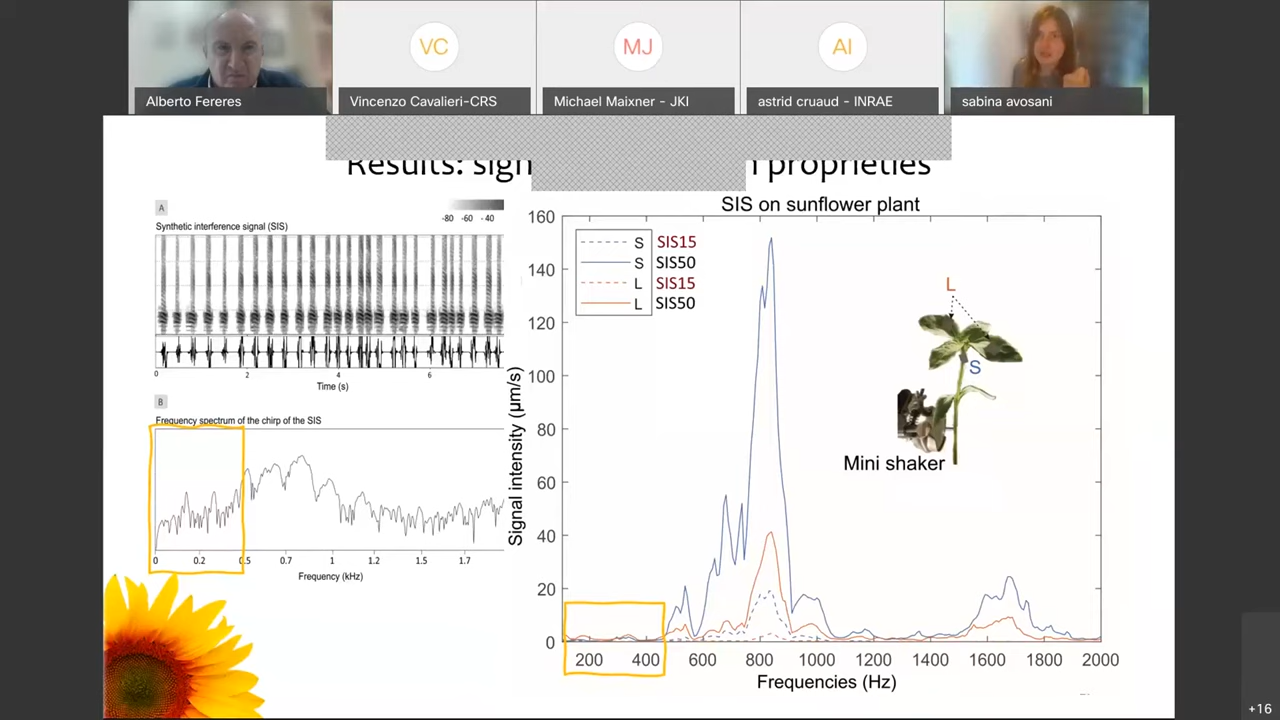 VC
MJ
AI
Alberto Fereres
Vincenzo Cavalieri-CRS
Michael Maixner - JKI
astrid cruaud - INRAE
sabina avosani
Results: proprieties
A
-80 -60 - 40
Synthetic interference signal (SIS)
0 2 4 6
Time (s)
B
Frequency spectrum of the chirp of the SIS
0 0.2 0.5 0.7 1 1.2 1.5 1.7
Frequency (kHz)
SIS on sunflower plant
160
140
120
100
80
60
40
20
0
Signal intensity (μm/s)
S SIS15
S SIS50
L SIS15
L SIS50
L
S
Mini shaker
200 400 600 800 1000 1200 1400 1600 1800 2000
Frequencies (Hz)
+16